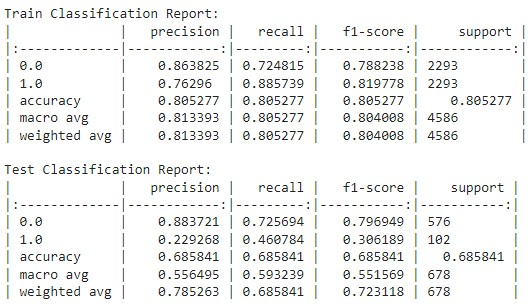 Train Classification Report:
|              |   precision |   recall |   f1-score |     support |
|:-------------|------------:|---------:|-----------:|------------:|
| 0.0          |    0.863825 | 0.724815 |   0.788238 | 2293        |
| 1.0          |    0.76296  | 0.885739 |   0.819778 | 2293        |
| accuracy     |    0.805277 | 0.805277 |   0.805277 |    0.805277 |
| macro avg    |    0.813393 | 0.805277 |   0.804008 | 4586        |
| weighted avg |    0.813393 | 0.805277 |   0.804008 | 4586        |
Test Classification Report:
|              |   precision |   recall |   f1-score |    support |
|:-------------|------------:|---------:|-----------:|-----------:|
| 0.0          |    0.883721 | 0.725694 |   0.796949 | 576        |
| 1.0          |    0.229268 | 0.460784 |   0.306189 | 102        |
| accuracy     |    0.685841 | 0.685841 |   0.685841 |   0.685841 |
| macro avg    |    0.556495 | 0.593239 |   0.551569 | 678        |
| weighted avg |    0.785263 | 0.685841 |   0.723118 | 678        |